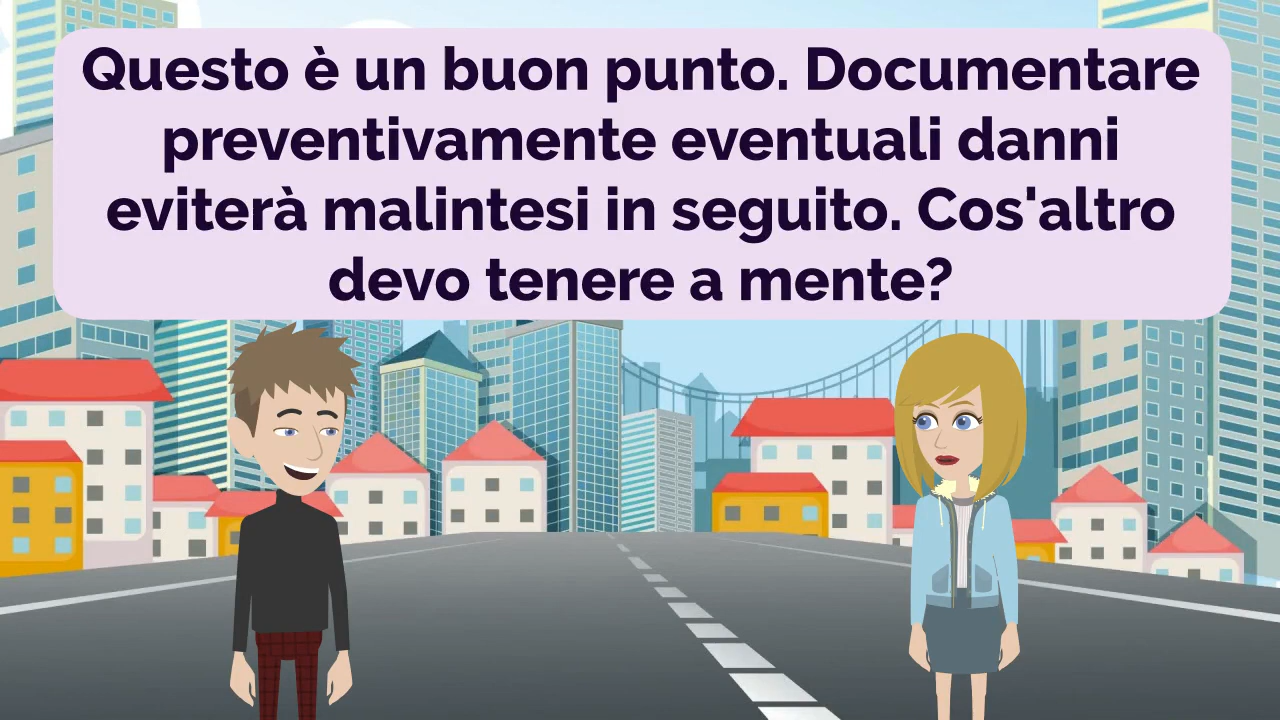 Questo è un buon punto. Documentare
preventivamente eventuali danni
eviterà malintesi in seguito. Cos'altro
devo tenere a mente?